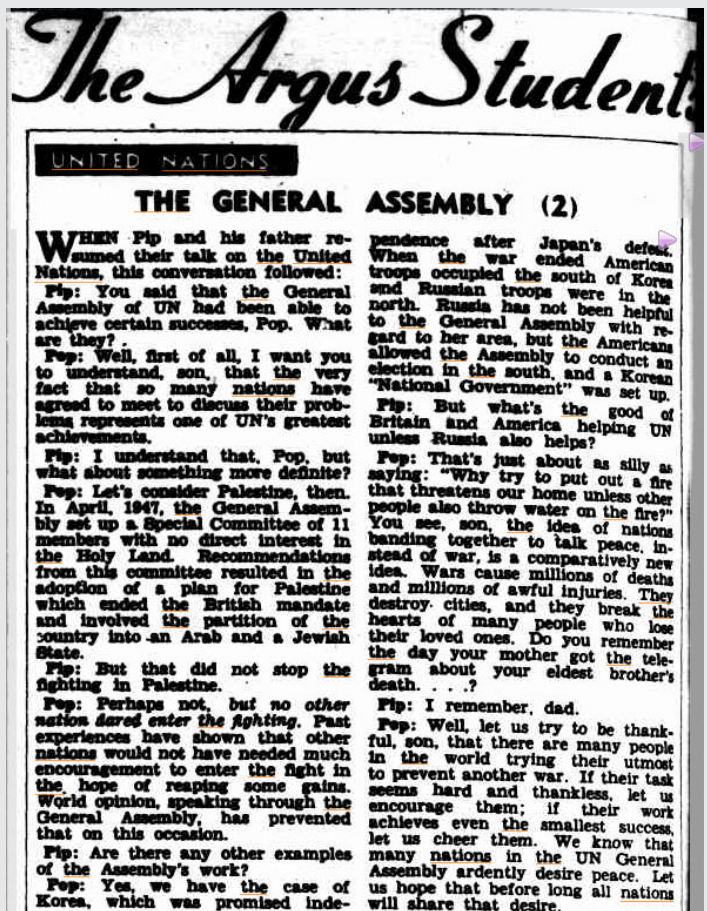 The Argus Student
UNITED NATIONS
THE GENERAL ASSEMBLY (2)
WHEN Pip and his father re-
sumed their talk on the United
Nations, this conversation followed:
Pip: You said that the General
Assembly of UN had been able to
achieve certain successes, Pop. What
are they?
Pop: Well, first of all, I want you
to understand, son, that the very
fact that so many nations have
agreed to meet to discuss their prob-
lems represents one of UN's greatest
achievements.
Pip: I understand that, Pop, but
what about something more definite?
Pop: Let's consider Palestine, then.
In April, 1947, the General Assem-
bly set up a Special Committee of 11
members with no direct interest in
the Holy Land. Recommendations
from this committee resulted in the
adoption of a plan for Palestine
which ended the British mandate
and involved the partition of the
country into an Arab and a Jewish
State.
Pip: But that did not stop the
fighting in Palestine.
Pop: Perhaps not, but no other
nation dared enter the fighting. Past
experiences have shown that other
nations would not have needed much
encouragement to enter the fight in
the hope of reaping some gains.
World opinion, speaking through the
General Assembly, has prevented
that on this occasion.
Pip: Are there any other examples
of the Assembly's work?
Pop: Yes, we have the case of
Korea, which was promised inde-
pendence after Japan's defeat.
When the war ended American
troops occupied the south of Korea
and Russian troops were in the
north. Russia has not been helpful
to the General Assembly with re-
gard to her area, but the Americans
allowed the Assembly to conduct an
election in the south, and a Korean
"National Government" was set up.
Pip: But what's the good of
Britain and America helping UN
unless Russia also helps?
Pop: That's just about as silly as
saying: "Why try to put out a fire
that threatens our home unless other
people also throw water on the fire?"
You see, son, the idea of nations
banding together to talk peace, in-
stead of war, is a comparatively new
idea. Wars cause millions of deaths
and millions of awful injuries. They
destroy cities, and they break the
hearts of many people who lose
their loved ones. Do you remember
the day your mother got the tele-
gram about your eldest brother's
death. . . .?
Pip: I remember, dad.
Pop: Well, let us try to be thank-
ful, son, that there are many people
in the world trying their utmost
to prevent another war. If their task
seems hard and thankless, let us
encourage them; if their work
achieves even the smallest success,
let us cheer them. We know that
many nations in the UN General
Assembly ardently desire peace. Let
us hope that before long all nations
will share that desire.